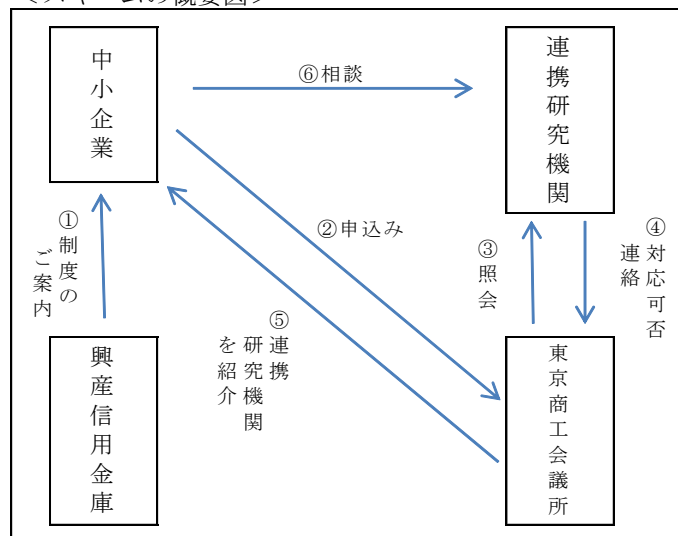 中小企業
連携研究機関
⑥相談
①制度の
ご案内
②申込み
③照会
④対応可否
連絡
⑤連携
研究機関
を紹介
興産信用金庫
東京商工会議所